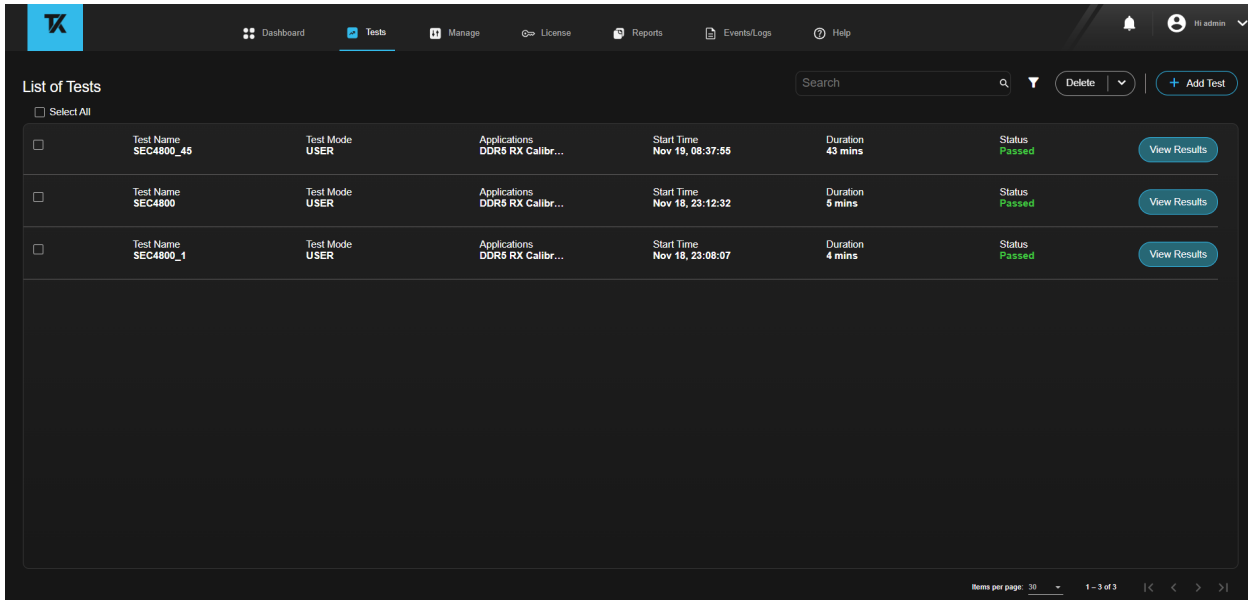 TK
Dashboard
Tests
Manage
License
Reports
Events/Logs
Help
Hi admin
List of Tests
Search
Delete
+ Add Test
Select All
Test Name Test Mode Applications Start Time Duration Status
SEC4800_45 USER DDR5 RX Calibr... Nov 19, 08:37:55 43 mins Passed View Results
Test Name Test Mode Applications Start Time Duration Status
SEC4800 USER DDR5 RX Calibr... Nov 18, 23:12:32 5 mins Passed View Results
Test Name Test Mode Applications Start Time Duration Status
SEC4800_1 USER DDR5 RX Calibr... Nov 18, 23:08:07 4 mins Passed View Results
Items per page: 30 1 – 3 of 3